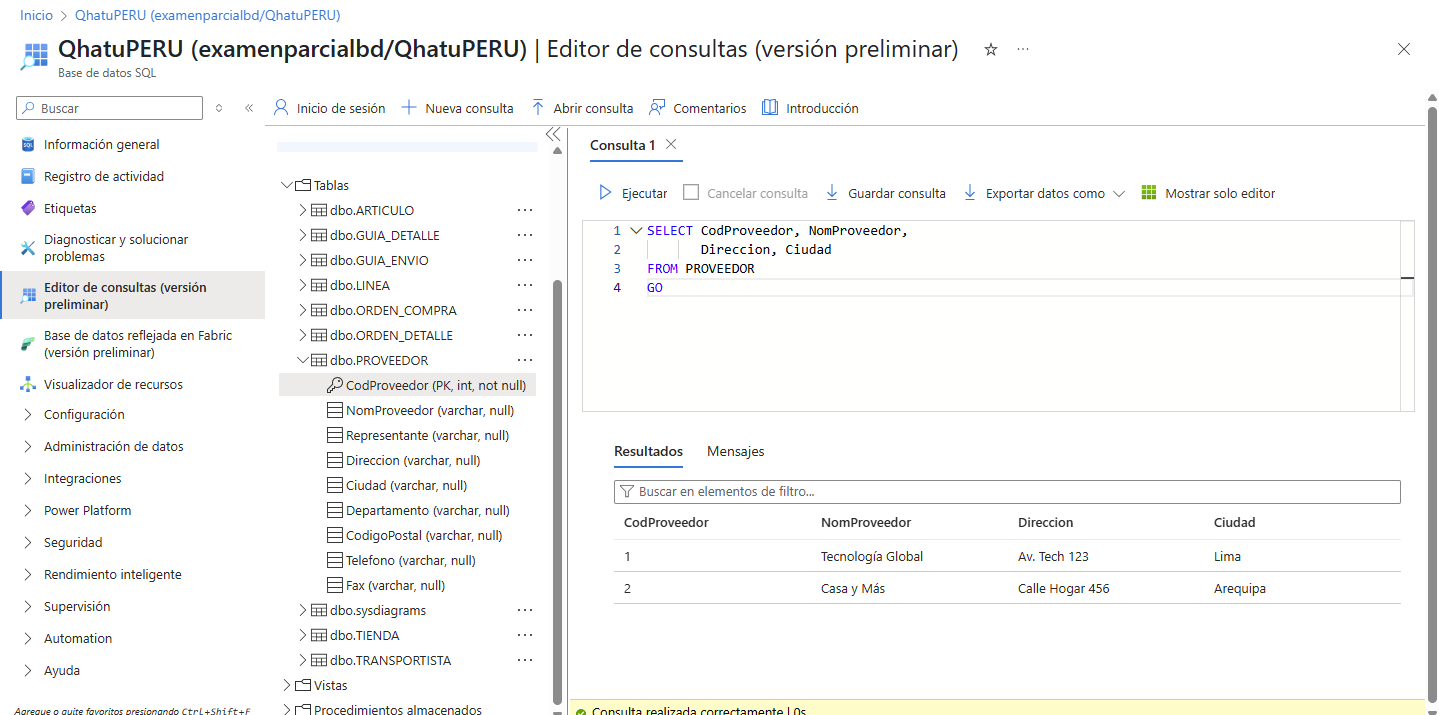 Inicio > QhatuPERU (examenparcialbd/QhatuPERU)
QhatuPERU (examenparcialbd/QhatuPERU) | Editor de consultas (versión preliminar)
Base de datos SQL
Buscar
Información general
Registro de actividad
Etiquetas
Diagnosticar y solucionar
problemas
Editor de consultas (versión
preliminar)
Base de datos reflejada en Fabric
(versión preliminar)
Visualizador de recursos
Configuración
Administración de datos
Integraciones
Power Platform
Seguridad
Rendimiento inteligente
Supervisión
Automation
Ayuda
Agregue o quite favoritos presionando Ctrl+Shift+F
Inicio de sesión
Nueva consulta
Abrir consulta
Comentarios
Introducción
Tablas
dbo.ARTICULO
dbo.GUIA_DETALLE
dbo.GUIA_ENVIO
dbo.LINEA
dbo.ORDEN_COMPRA
dbo.ORDEN_DETALLE
dbo.PROVEEDOR
CodProveedor (PK, int, not null)
NomProveedor (varchar, null)
Representante (varchar, null)
Direccion (varchar, null)
Ciudad (varchar, null)
Departamento (varchar, null)
CodigoPostal (varchar, null)
Telefono (varchar, null)
Fax (varchar, null)
dbo.sysdiagrams
dbo.TIENDA
dbo.TRANSPORTISTA
Vistas
Procedimientos almacenados
Consulta 1
Ejecutar
Cancelar consulta
Guardar consulta
Exportar datos como
Mostrar solo editor
1 SELECT CodProveedor, NomProveedor,
2 Direccion, Ciudad
3 FROM PROVEEDOR
4 GO
Resultados
Mensajes
Buscar en elementos de filtro...
CodProveedor NomProveedor Direccion Ciudad
1 Tecnología Global Av. Tech 123 Lima
2 Casa y Más Calle Hogar 456 Arequipa
Consulta realizada correctamente | 0s